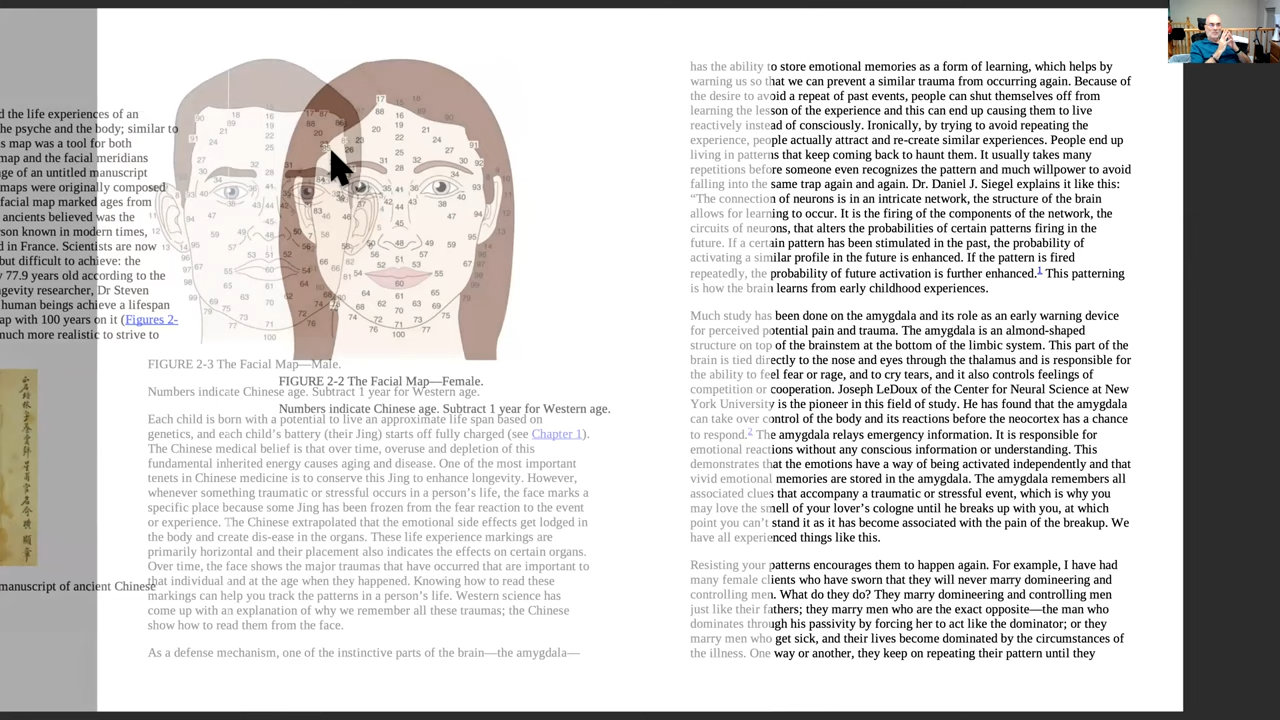 d the life experiences of an
he psyche and the body; similar to
s map was a tool for both
map and the facial meridians
ge of an untitled manuscript
maps were originally composed
facial map marked ages from
ancients believed was the
rson known in modern times,
d in France. Scientists are now
but difficult to achieve: the
77.9 years old according to the
gevity researcher, Dr Steven
human beings achieve a lifespan
ap with 100 years on it (Figures 2-
much more realistic to strive to
manuscript of ancient Chinese
FIGURE 2-3 The Facial Map—Male.
Numbers indicate Chinese age. Subtract 1 year for Western age.
FIGURE 2-2 The Facial Map—Female.
Numbers indicate Chinese age. Subtract 1 year for Western age.
Each child is born with a potential to live an approximate life span based on
genetics, and each child's battery (their Jing) starts off fully charged (see Chapter 1).
The Chinese medical belief is that over time, overuse and depletion of this
fundamental inherited energy causes aging and disease. One of the most important
tenets in Chinese medicine is to conserve this Jing to enhance longevity. However,
whenever something traumatic or stressful occurs in a person's life, the face marks a
specific place because some Jing has been frozen from the fear reaction to the event
or experience. The Chinese extrapolated that the emotional side effects get lodged in
the body and create dis-ease in the organs. These life experience markings are
primarily horizontal and their placement also indicates the effects on certain organs.
Over time, the face shows the major traumas that have occurred that are important to
that individual and at the age when they happened. Knowing how to read these
markings can help you track the patterns in a person's life. Western science has
come up with an explanation of why we remember all these traumas; the Chinese
show how to read them from the face.
As a defense mechanism, one of the instinctive parts of the brain—the amygdala—
has the ability to store emotional memories as a form of learning, which helps by
warning us so that we can prevent a similar trauma from occurring again. Because of
the desire to avoid a repeat of past events, people can shut themselves off from
learning the lesson of the experience and this can end up causing them to live
reactively instead of consciously. Ironically, by trying to avoid repeating the
experience, people actually attract and re-create similar experiences. People end up
living in patterns that keep coming back to haunt them. It usually takes many
repetitions before someone even recognizes the pattern and much willpower to avoid
falling into the same trap again and again. Dr. Daniel J. Siegel explains it like this:
"The connection of neurons is in an intricate network, the structure of the brain
allows for learning to occur. It is the firing of the components of the network, the
circuits of neurons, that alters the probabilities of certain patterns firing in the
future. If a certain pattern has been stimulated in the past, the probability of
activating a similar profile in the future is enhanced. If the pattern is fired
repeatedly, the probability of future activation is further enhanced.1 This patterning
is how the brain learns from early childhood experiences.
Much study has been done on the amygdala and its role as an early warning device
for perceived potential pain and trauma. The amygdala is an almond-shaped
structure on top of the brainstem at the bottom of the limbic system. This part of the
brain is tied directly to the nose and eyes through the thalamus and is responsible for
the ability to feel fear or rage, and to cry tears, and it also controls feelings of
competition or cooperation. Joseph LeDoux of the Center for Neural Science at New
York University is the pioneer in this field of study. He has found that the amygdala
can take over control of the body and its reactions before the neocortex has a chance
to respond.2 The amygdala relays emergency information. It is responsible for
emotional reactions without any conscious information or understanding. This
demonstrates that the emotions have a way of being activated independently and that
vivid emotional memories are stored in the amygdala. The amygdala remembers all
associated clues that accompany a traumatic or stressful event, which is why you
may love the smell of your lover's cologne until he breaks up with you, at which
point you can't stand it as it has become associated with the pain of the breakup. We
have all experienced things like this.
Resisting your patterns encourages them to happen again. For example, I have had
many female clients who have sworn that they will never marry domineering and
controlling men. What do they do? They marry domineering and controlling men
just like their fathers; they marry men who are the exact opposite—the man who
dominates through his passivity by forcing her to act like the dominator; or they
marry men who get sick, and their lives become dominated by the circumstances of
the illness. One way or another, they keep on repeating their pattern until they